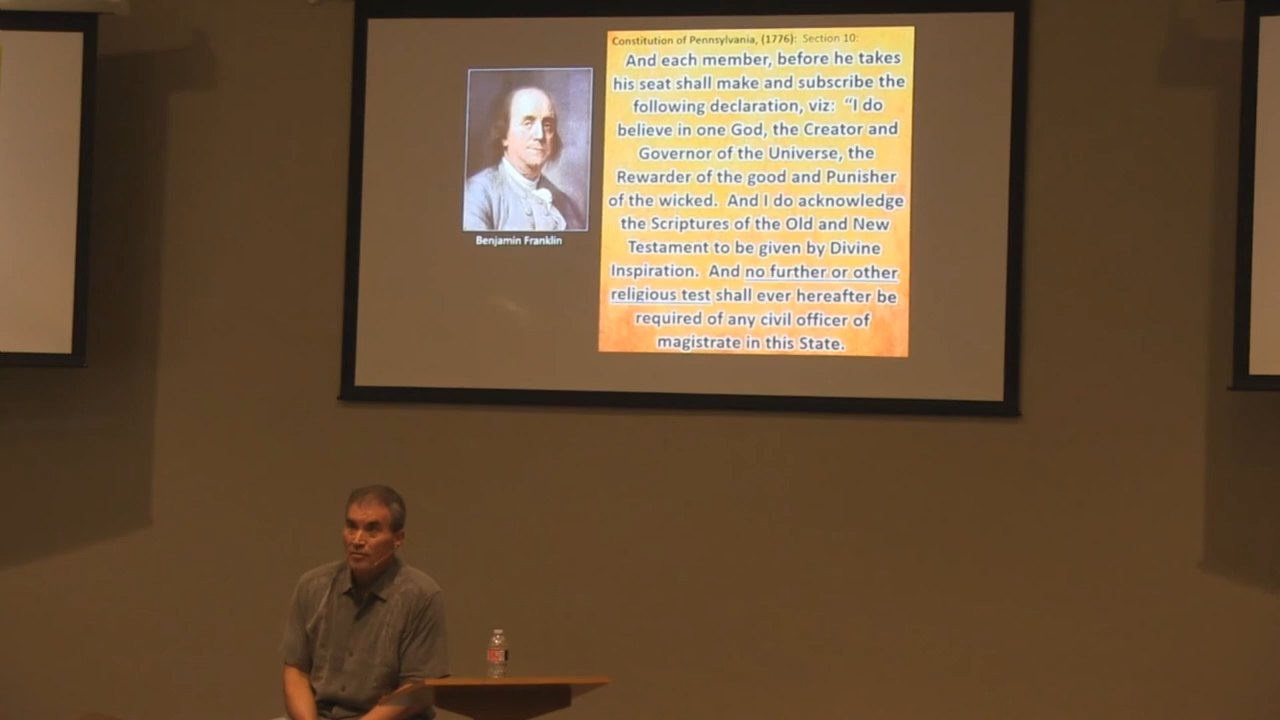 Constitution of Pennsylvania, (1776): Section 10:
And each member, before he takes
his seat shall make and subscribe the
following declaration, viz: “I do
believe in one God, the Creator and
Governor of the Universe, the
Rewarder of the good and Punisher
of the wicked. And I do acknowledge
the Scriptures of the Old and New
Testament to be given by Divine
Inspiration. And no further or other
religious test shall ever hereafter be
required of any civil officer of
magistrate in this State.
Benjamin Franklin